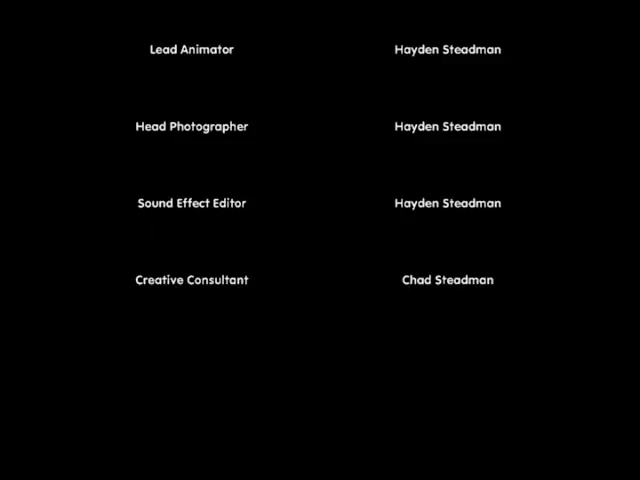 Lead Animator Hayden Steadman
Head Photographer Hayden Steadman
Sound Effect Editor Hayden Steadman
Creative Consultant Chad Steadman